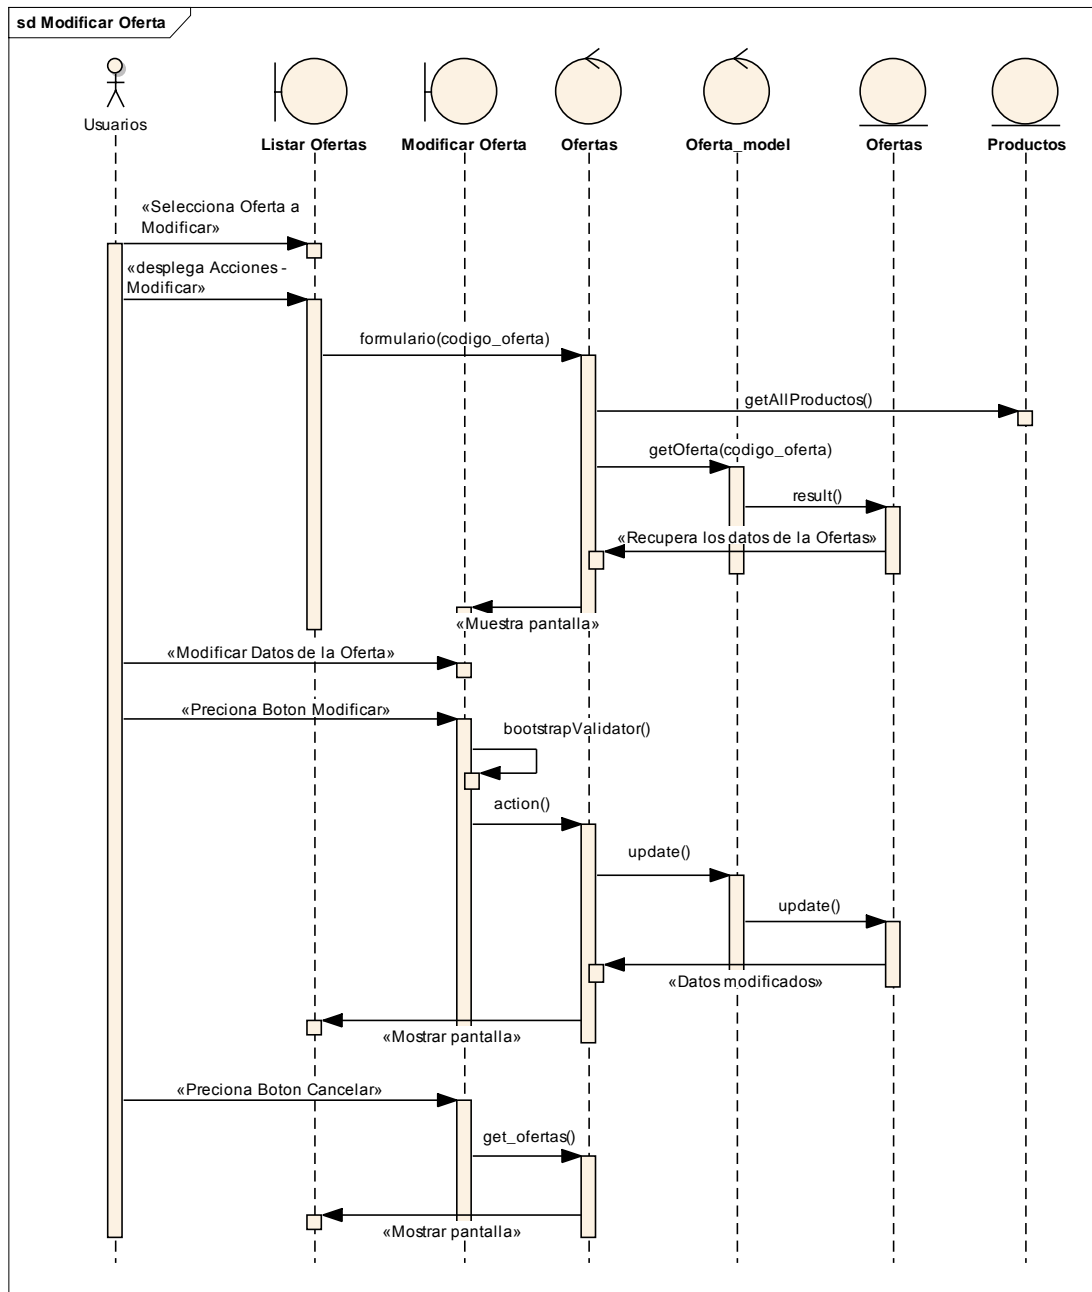 sd Modificar Oferta
Usuarios
Listar Ofertas
Modificar Oferta
Ofertas
Oferta_model
Ofertas
Productos
«Selecciona Oferta a
Modificar»
«desplega Acciones -
Modificar»
formulario(codigo_oferta)
getAllProductos()
getOferta(codigo_oferta)
result()
«Recupera los datos de la Ofertas»
«Muestra pantalla»
«Modificar Datos de la Oferta»
«Preciona Boton Modificar»
bootstrapValidator()
action()
update()
update()
«Datos modificados»
«Mostrar pantalla»
«Preciona Boton Cancelar»
get_ofertas()
«Mostrar pantalla»